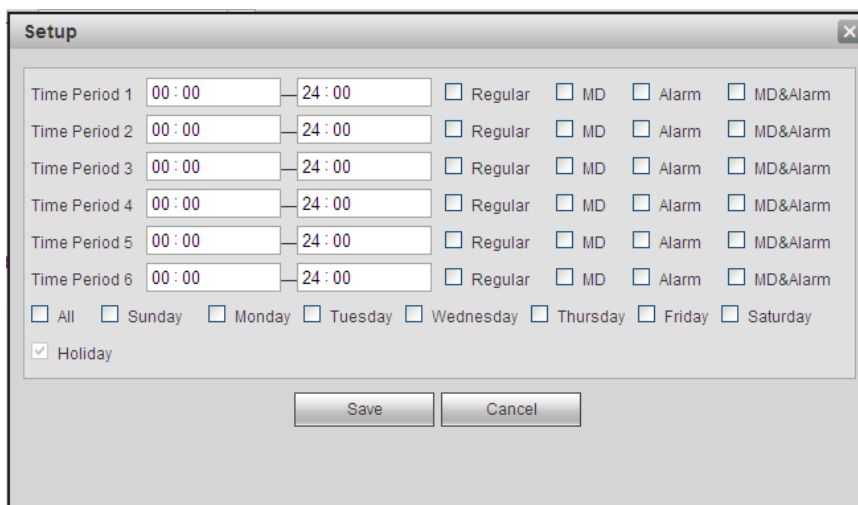 Setup
Time Period 1 00:00 — 24:00 Regular MD Alarm MD&Alarm
Time Period 2 00:00 — 24:00 Regular MD Alarm MD&Alarm
Time Period 3 00:00 — 24:00 Regular MD Alarm MD&Alarm
Time Period 4 00:00 — 24:00 Regular MD Alarm MD&Alarm
Time Period 5 00:00 — 24:00 Regular MD Alarm MD&Alarm
Time Period 6 00:00 — 24:00 Regular MD Alarm MD&Alarm
All Sunday Monday Tuesday Wednesday Thursday Friday Saturday
Holiday
Save Cancel